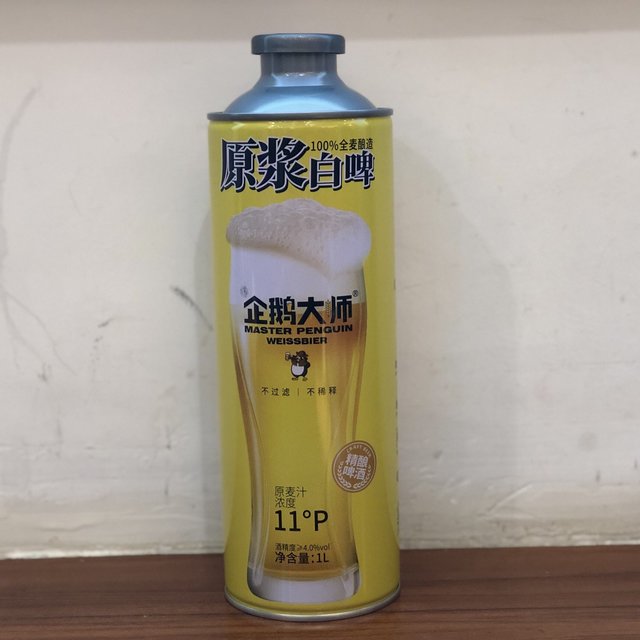 100%全麦酿造
原浆白啤
企鹅大师®
MASTER PENGUIN
WEISSBIER
不过滤 | 不稀释
精酿
啤酒
原麦汁
浓度
11°P
酒精度≥4.0%vol
净含量:1L